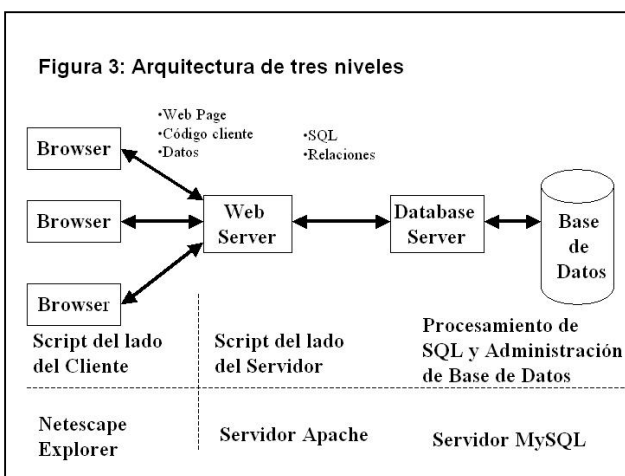 Figura 3: Arquitectura de tres niveles
•Web Page
•Código cliente
•Datos
•SQL
•Relaciones
Browser
Browser
Browser
Web
Server
Database
Server
Base
de
Datos
Script del lado
del Cliente
Script del lado
del Servidor
Procesamiento de
SQL y Administración
de Base de Datos
Netescape
Explorer
Servidor Apache
Servidor MySQL